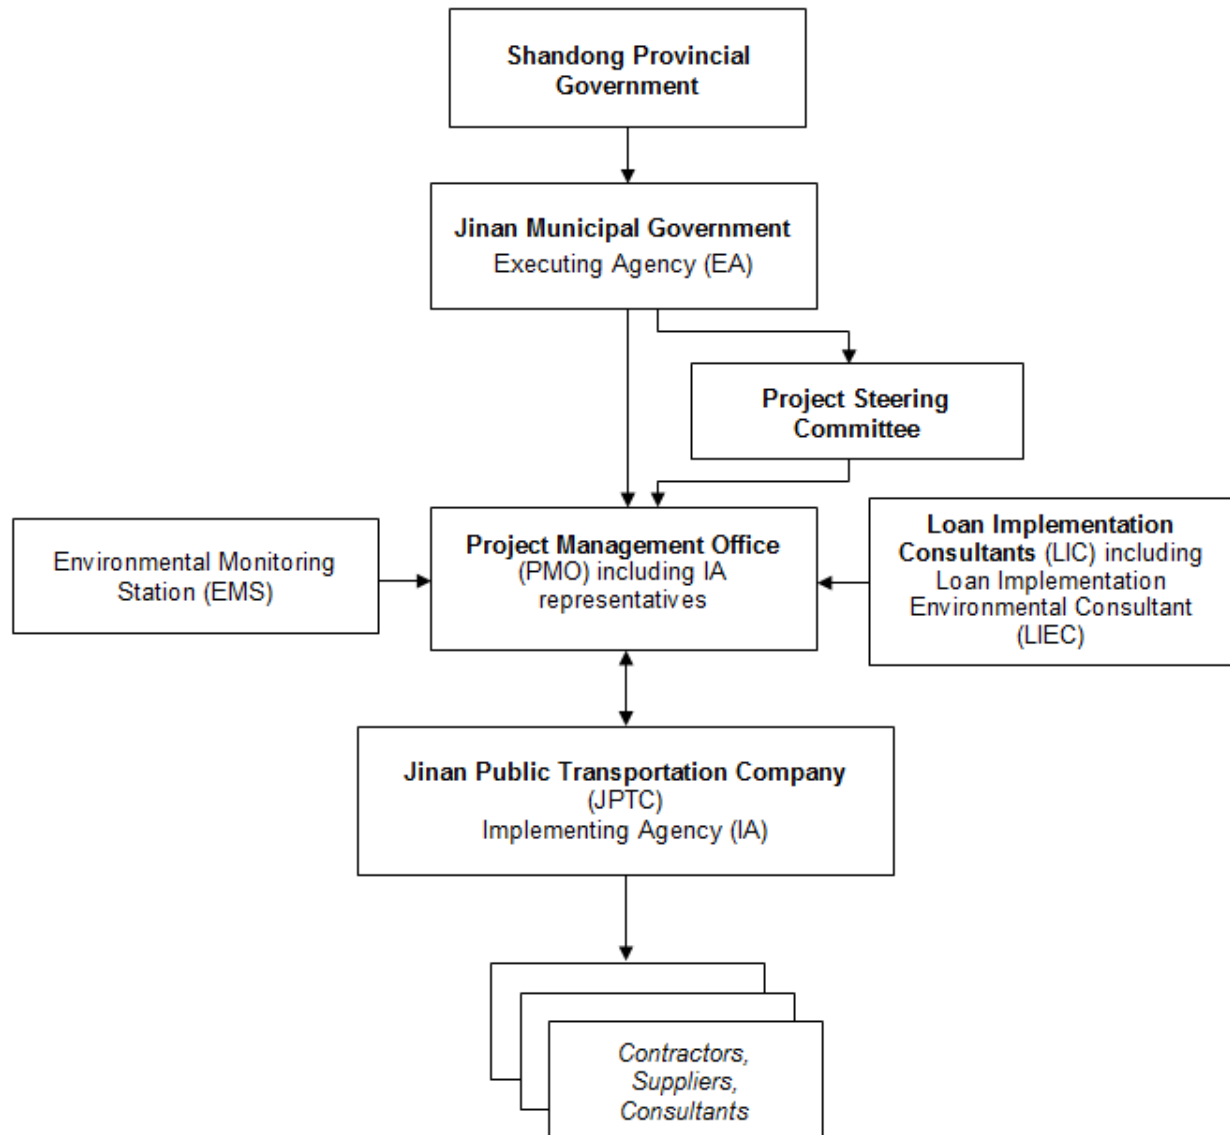 Shandong Provincial
Government
Jinan Municipal Government
Executing Agency (EA)
Project Steering
Committee
Environmental Monitoring
Station (EMS)
Project Management Office
(PMO) including IA
representatives
Loan Implementation
Consultants (LIC) including
Loan Implementation
Environmental Consultant
(LIEC)
Jinan Public Transportation Company
(JPTC)
Implementing Agency (IA)
Contractors,
Suppliers,
Consultants